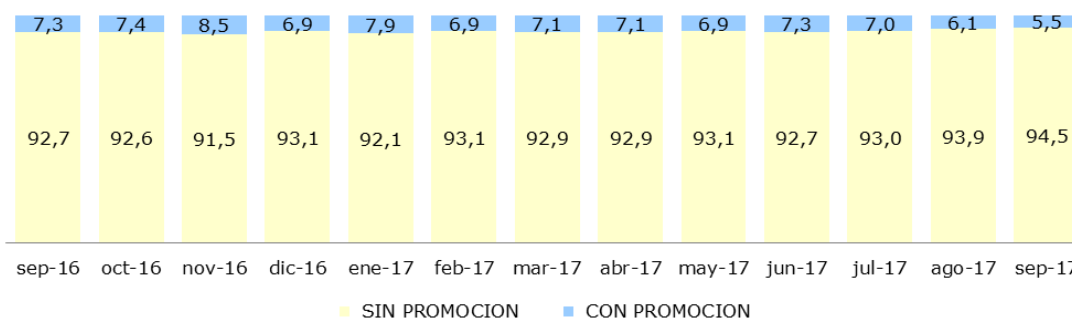 7,3 7,4 8,5 6,9 7,9 6,9 7,1 7,1 6,9 7,3 7,0 6,1 5,5
92,7 92,6 91,5 93,1 92,1 93,1 92,9 92,9 93,1 92,7 93,0 93,9 94,5
sep-16 oct-16 nov-16 dic-16 ene-17 feb-17 mar-17 abr-17 may-17 jun-17 jul-17 ago-17 sep-17
SIN PROMOCION CON PROMOCION